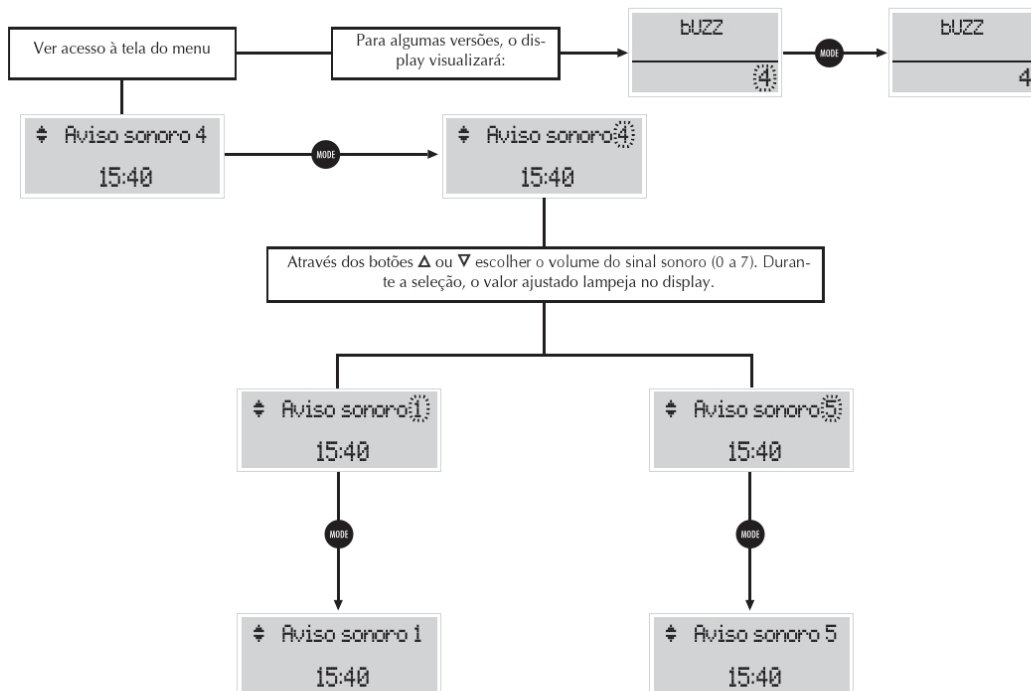 Ver acesso à tela do menu
Para algumas versões, o dis-
play visualizará:
bUZZ
4
MODE
bUZZ
4
Aviso sonoro 4
15:40
MODE
Aviso sonoro 4
15:40
Através dos botões Δ ou ∇ escolher o volume do sinal sonoro (0 a 7). Duran-
te a seleção, o valor ajustado lampeja no display.
Aviso sonoro 1
15:40
Aviso sonoro 5
15:40
MODE
MODE
Aviso sonoro 1
15:40
Aviso sonoro 5
15:40